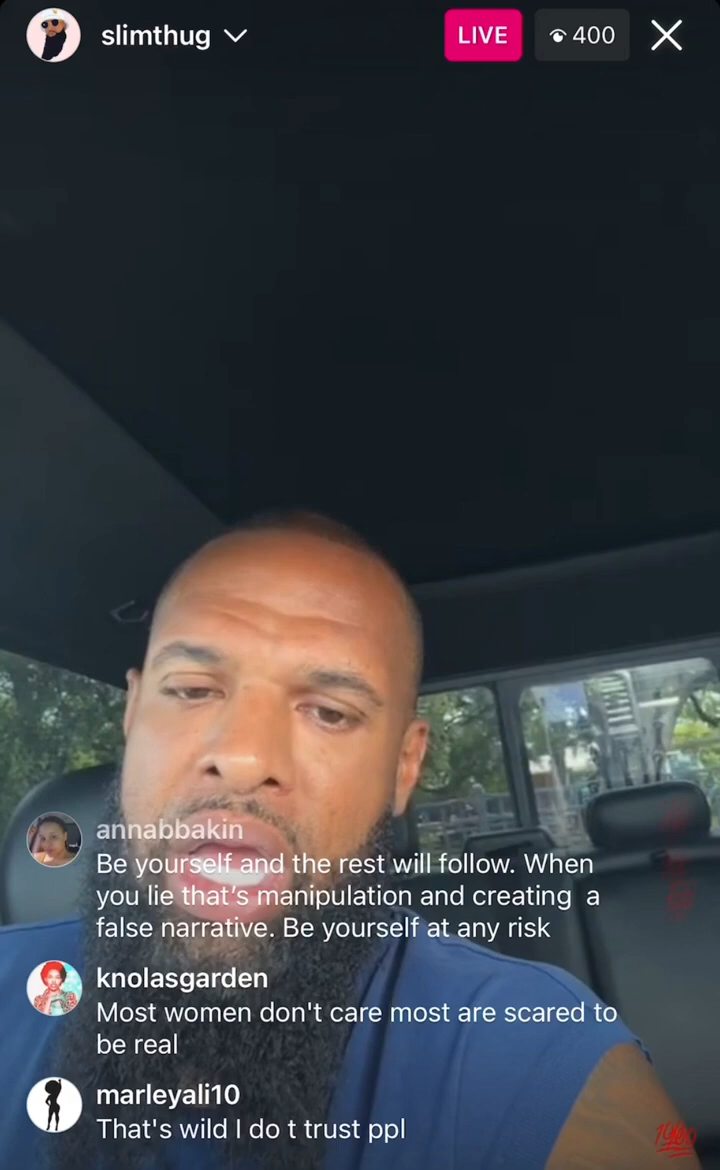 slimthug
LIVE
400
annabbakin
Be yourself and the rest will follow. When
you lie that's manipulation and creating a
false narrative. Be yourself at any risk
knolasgarden
Most women don't care most are scared to
be real
marleyali10
That's wild I do t trust ppl